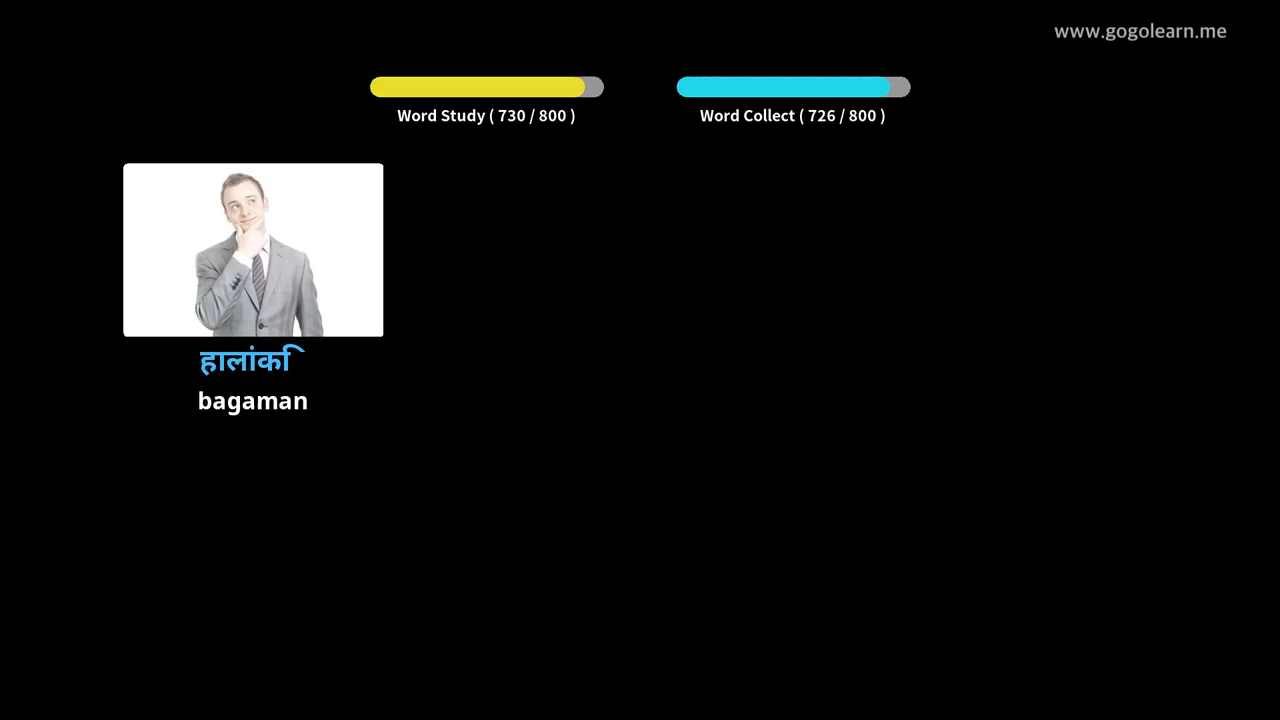 www.gogolearn.me
Word Study ( 730 / 800 )
Word Collect ( 726 / 800 )
हालांकि
bagaman